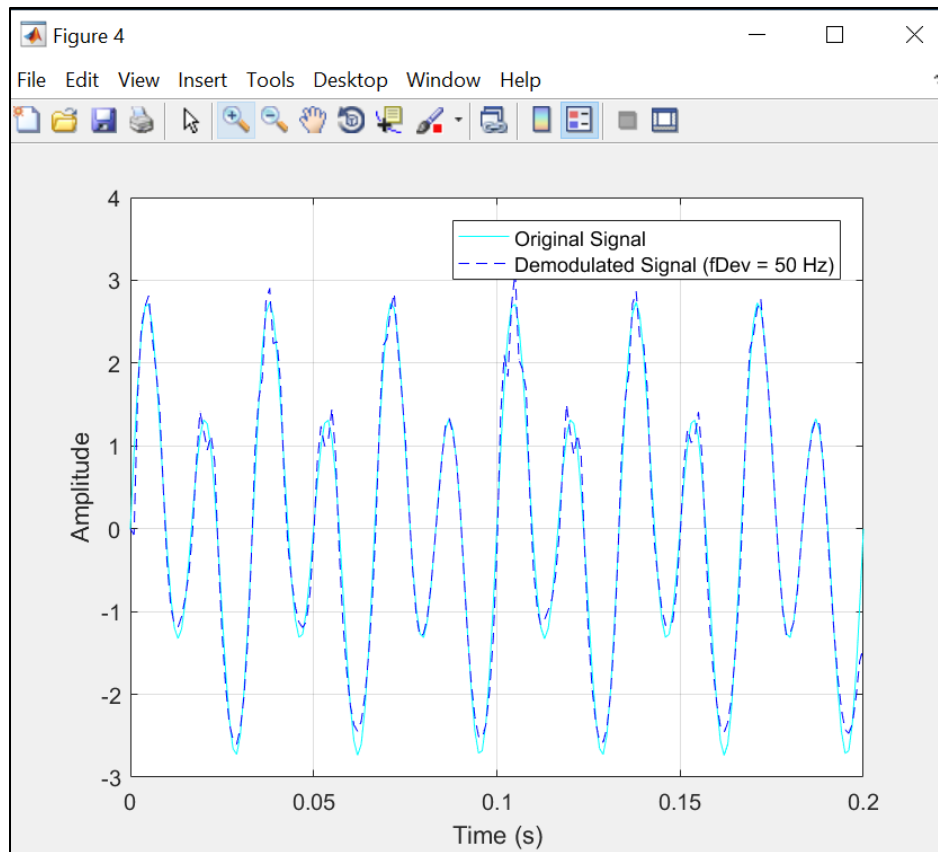 Figure 4
File Edit View Insert Tools Desktop Window Help
4
Original Signal
Demodulated Signal (fDev = 50 Hz)
3
2
1
Amplitude
0
-1
-2
-3
0 0.05 0.1 0.15 0.2
Time (s)